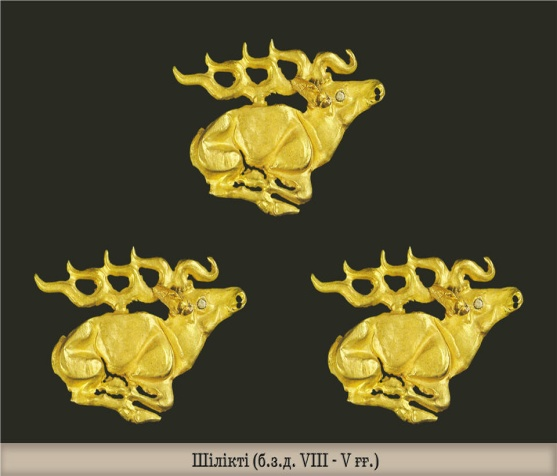 Шілікті (б.з.д. VIII - V ғғ.)